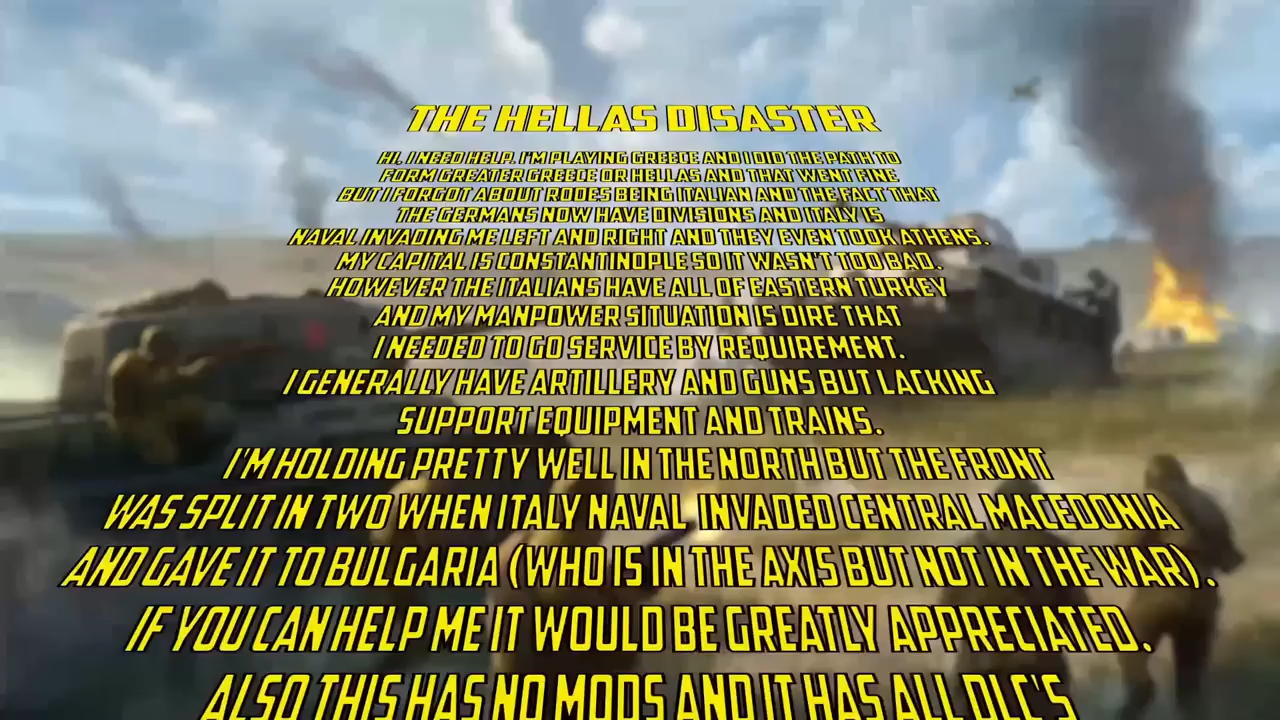 THE HELLAS DISASTER
HI, I NEED HELP. I'M PLAYING GREECE AND I DID THE PATH TO
FORM GREATER GREECE OR HELLAS AND THAT WENT FINE
BUT I FORGOT ABOUT RODES BEING ITALIAN AND THE FACT THAT
THE GERMANS NOW HAVE DIVISIONS AND ITALY IS
NAVAL INVADING ME LEFT AND RIGHT AND THEY EVEN TOOK ATHENS.
MY CAPITAL IS CONSTANTINOPLE SO IT WASN'T TOO BAD.
HOWEVER THE ITALIANS HAVE ALL OF EASTERN TURKEY
AND MY MANPOWER SITUATION IS DIRE THAT
I NEEDED TO GO SERVICE BY REQUIREMENT.
I GENERALLY HAVE ARTILLERY AND GUNS BUT LACKING
SUPPORT EQUIPMENT AND TRAINS.
I'M HOLDING PRETTY WELL IN THE NORTH BUT THE FRONT
WAS SPLIT IN TWO WHEN ITALY NAVAL INVADED CENTRAL MACEDONIA
AND GAVE IT TO BULGARIA (WHO IS IN THE AXIS BUT NOT IN THE WAR).
IF YOU CAN HELP ME IT WOULD BE GREATLY APPRECIATED.
ALSO THIS HAS NO MODS AND IT HAS ALL DLC'S